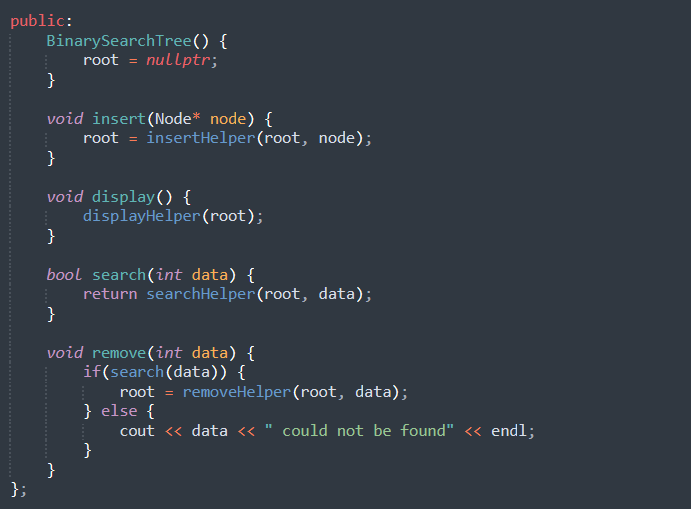 public:
    BinarySearchTree() {
        root = nullptr;
    }

    void insert(Node* node) {
        root = insertHelper(root, node);
    }

    void display() {
        displayHelper(root);
    }

    bool search(int data) {
        return searchHelper(root, data);
    }

    void remove(int data) {
        if(search(data)) {
            root = removeHelper(root, data);
        } else {
            cout << data << " could not be found" << endl;
        }
    }
};